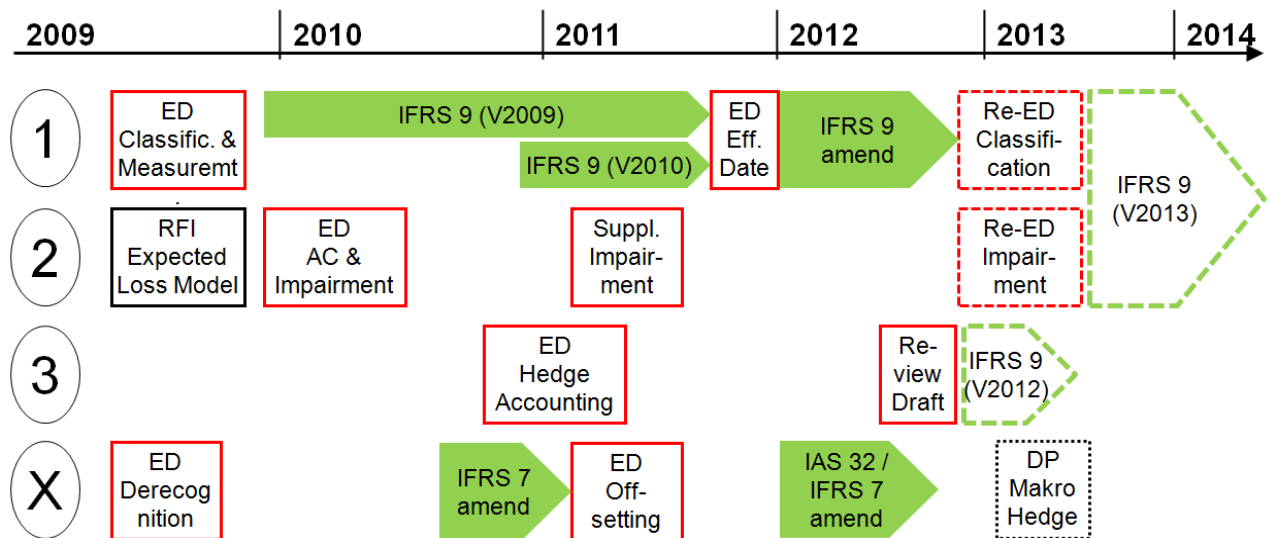 2009 2010 2011 2012 2013 2014
1
ED
Classific. &
Measuremt
.
IFRS 9 (V2009)
IFRS 9 (V2010)
ED
Eff.
Date
IFRS 9
amend
Re-ED
Classifi-
cation
IFRS 9
(V2013)
2
RFI
Expected
Loss Model
ED
AC &
Impairment
Suppl.
Impair-
ment
Re-ED
Impair-
ment
3
ED
Hedge
Accounting
Re-
view
Draft
IFRS 9
(V2012)
X
ED
Derecog
nition
IFRS 7
amend
ED
Off-
setting
IAS 32 /
IFRS 7
amend
DP
Makro
Hedge